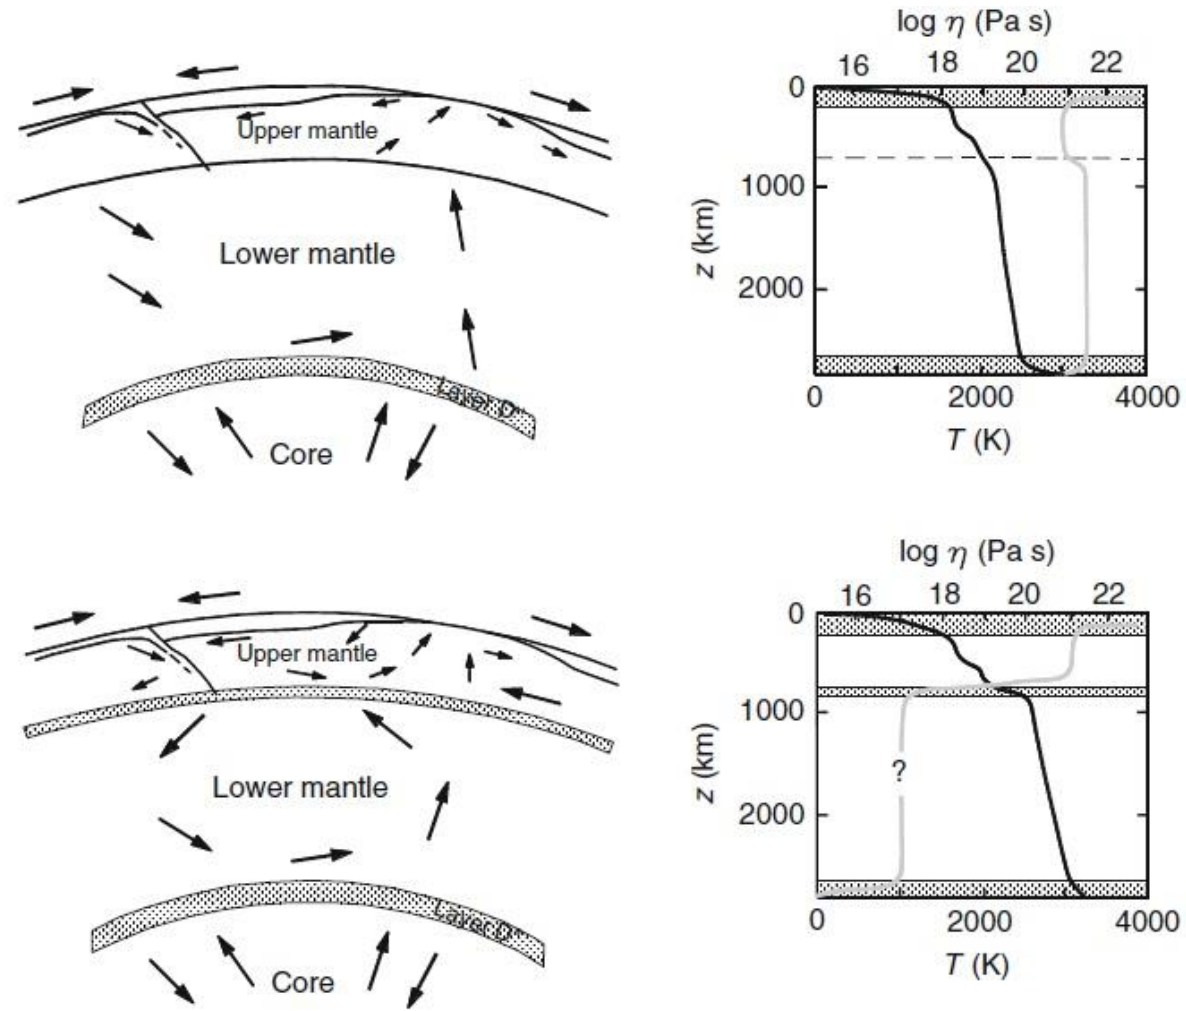 Upper mantle
Lower mantle
Layer D"
Core
log η (Pa s)
16 18 20 22
0
1000
2000
z (km)
0 2000 4000
T (K)
Upper mantle
Lower mantle
Layer D"
Core
log η (Pa s)
16 18 20 22
0
1000
?
2000
z (km)
0 2000 4000
T (K)